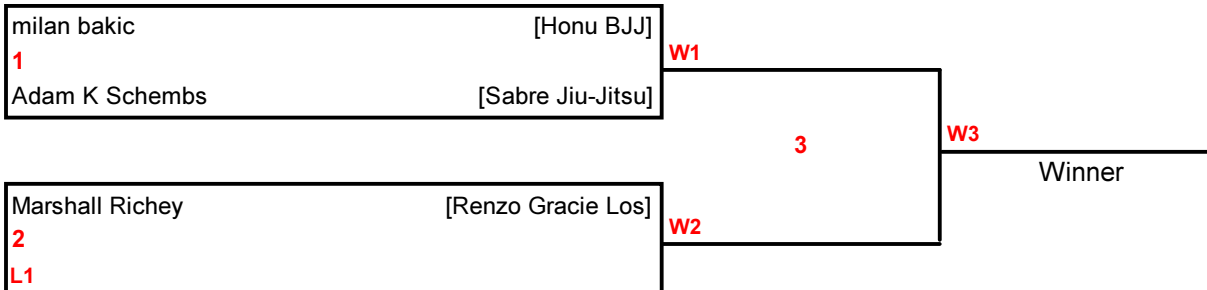 milan bakic [Honu BJJ]
1
W1
Adam K Schembs [Sabre Jiu-Jitsu]
3
W3
Winner
Marshall Richey [Renzo Gracie Los]
W2
2
L1